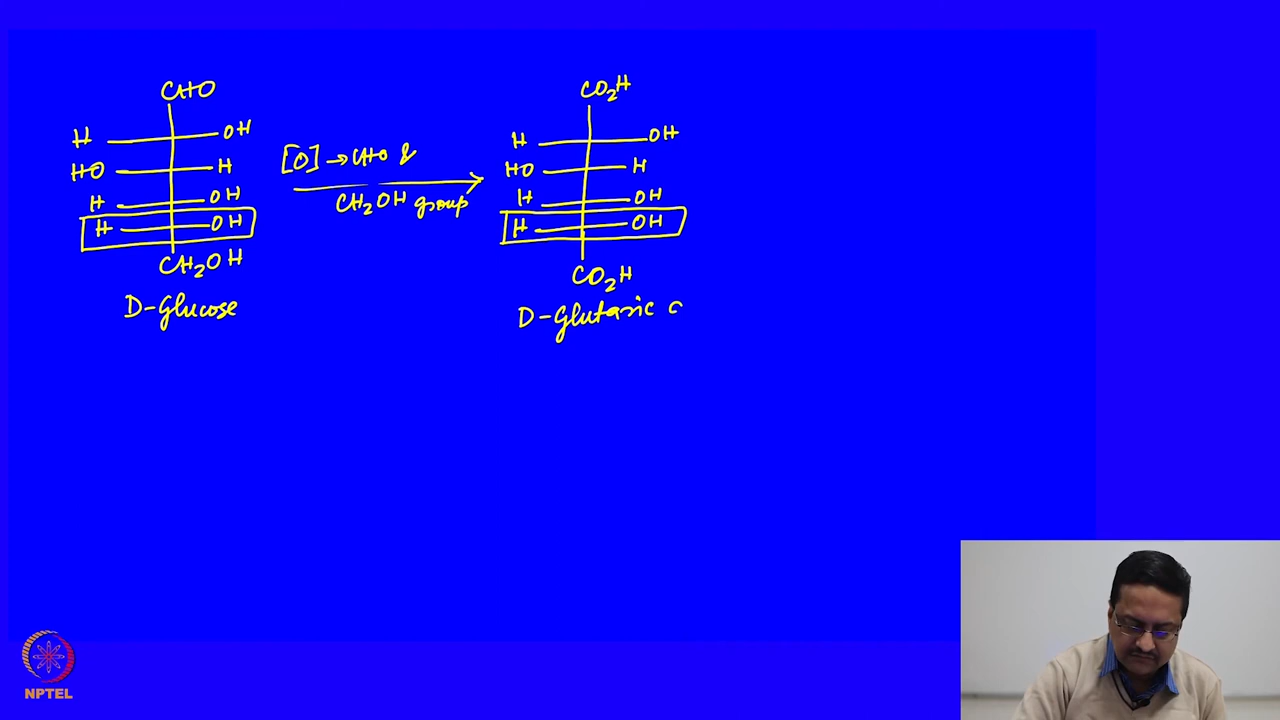 CHO
H OH
HO H
H OH
H OH
CH2OH
D-Glucose
[O] → CHO &
CH2OH group
CO2H
H OH
HO H
H OH
H OH
CO2H
D-Glutaric a
NPTEL